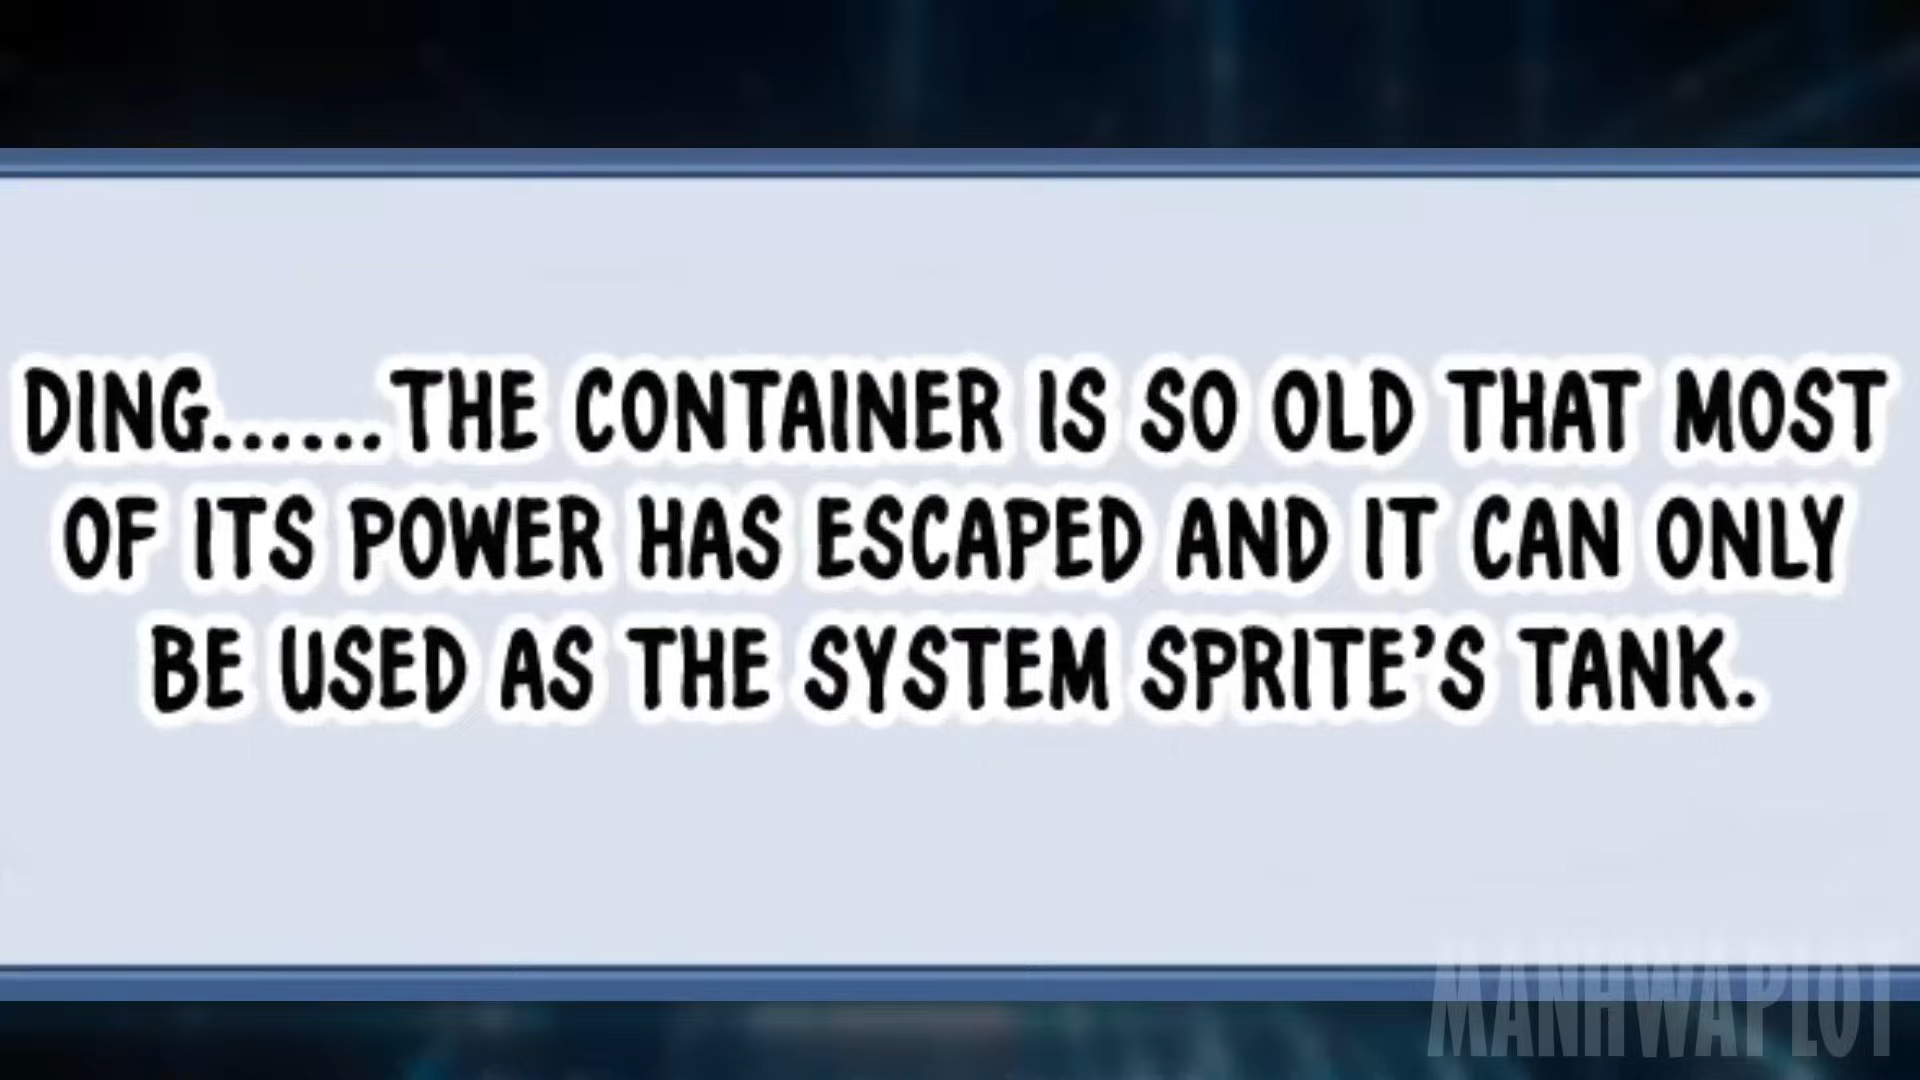 DING......THE CONTAINER IS SO OLD THAT MOST
OF ITS POWER HAS ESCAPED AND IT CAN ONLY
BE USED AS THE SYSTEM SPRITE'S TANK.
MANHWAPLOT